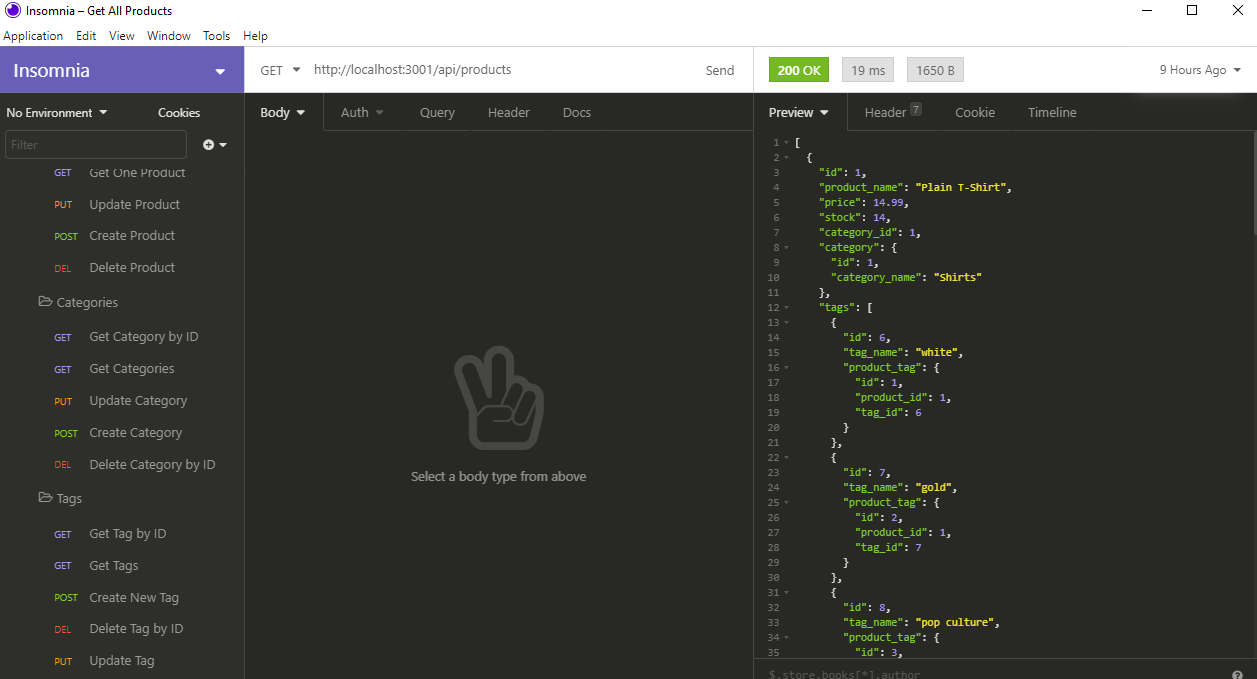 Insomnia – Get All Products
Application Edit View Window Tools Help
Insomnia
No Environment Cookies
Filter
GET Get One Product
PUT Update Product
POST Create Product
DEL Delete Product
Categories
GET Get Category by ID
GET Get Categories
PUT Update Category
POST Create Category
DEL Delete Category by ID
Tags
GET Get Tag by ID
GET Get Tags
POST Create New Tag
DEL Delete Tag by ID
PUT Update Tag
GET http://localhost:3001/api/products Send
Body Auth Query Header Docs
Select a body type from above
200 OK 19 ms 1650 B 9 Hours Ago
Preview Header 7 Cookie Timeline
1 [
2 {
3 "id": 1,
4 "product_name": "Plain T-Shirt",
5 "price": 14.99,
6 "stock": 14,
7 "category_id": 1,
8 "category": {
9 "id": 1,
10 "category_name": "Shirts"
11 },
12 "tags": [
13 {
14 "id": 6,
15 "tag_name": "white",
16 "product_tag": {
17 "id": 1,
18 "product_id": 1,
19 "tag_id": 6
20 }
21 },
22 {
23 "id": 7,
24 "tag_name": "gold",
25 "product_tag": {
26 "id": 2,
27 "product_id": 1,
28 "tag_id": 7
29 }
30 },
31 {
32 "id": 8,
33 "tag_name": "pop culture",
34 "product_tag": {
35 "id": 3,
$.store.books[*].author